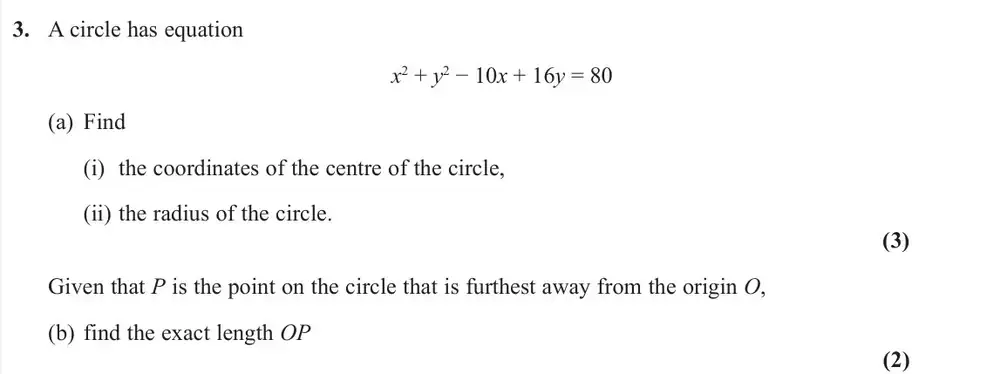 3. A circle has equation
x² + y² − 10x + 16y = 80
(a) Find
(i) the coordinates of the centre of the circle,
(ii) the radius of the circle.
(3)
Given that P is the point on the circle that is furthest away from the origin O,
(b) find the exact length OP
(2)